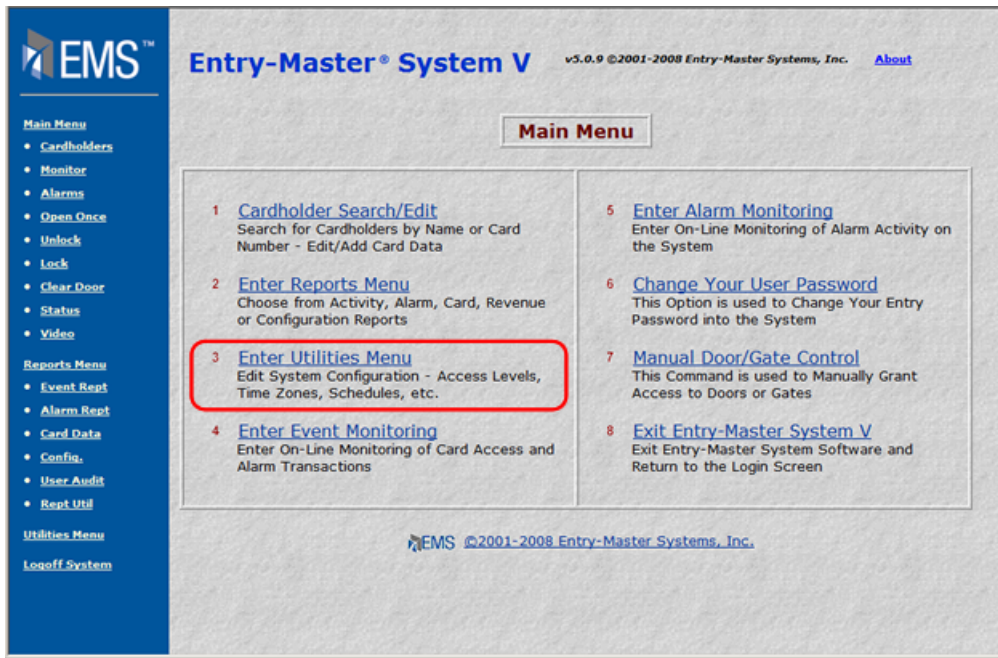 EMS™
Main Menu
• Cardholders
• Monitor
• Alarms
• Open Once
• Unlock
• Lock
• Clear Door
• Status
• Video
Reports Menu
• Event Rept
• Alarm Rept
• Card Data
• Config.
• User Audit
• Rept Util
Utilities Menu
Logoff System
Entry-Master® System V v5.0.9 ©2001-2008 Entry-Master Systems, Inc. About
Main Menu
1 Cardholder Search/Edit
Search for Cardholders by Name or Card
Number - Edit/Add Card Data
2 Enter Reports Menu
Choose from Activity, Alarm, Card, Revenue
or Configuration Reports
3 Enter Utilities Menu
Edit System Configuration - Access Levels,
Time Zones, Schedules, etc.
4 Enter Event Monitoring
Enter On-Line Monitoring of Card Access and
Alarm Transactions
5 Enter Alarm Monitoring
Enter On-Line Monitoring of Alarm Activity on
the System
6 Change Your User Password
This Option is used to Change Your Entry
Password into the System
7 Manual Door/Gate Control
This Command is used to Manually Grant
Access to Doors or Gates
8 Exit Entry-Master System V
Exit Entry-Master System Software and
Return to the Login Screen
EMS ©2001-2008 Entry-Master Systems, Inc.